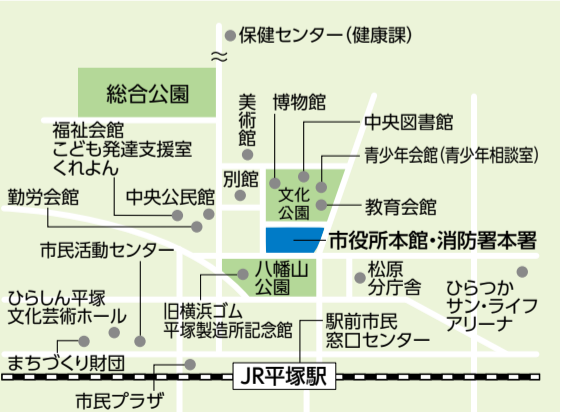 保健センター（健康課）
総合公園
美術館
博物館
中央図書館
福祉会館
こども発達支援室
くれよん
青少年会館（青少年相談室）
別館
文化
公園
勤労会館
中央公民館
教育会館
市役所本館・消防署本署
市民活動センター
八幡山
公園
松原
分庁舎
ひらつか
サン・ライフ
アリーナ
ひらしん平塚
文化芸術ホール
旧横浜ゴム
平塚製造所記念館
駅前市民
窓口センター
まちづくり財団
JR平塚駅
市民プラザ